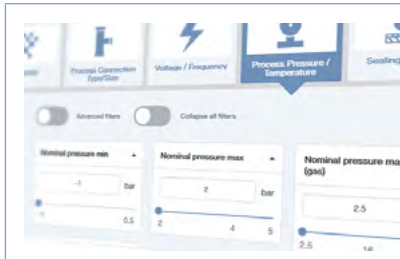 Process Connection
Type/Size
Voltage / Frequency
Process Pressure /
Temperature
Sealing
Advanced filters
Collapse all filters
Nominal pressure min
-1
bar
-1
0.5
Nominal pressure max
2
bar
2
4
5
Nominal pressure ma
(gas)
2.5
2.5
16